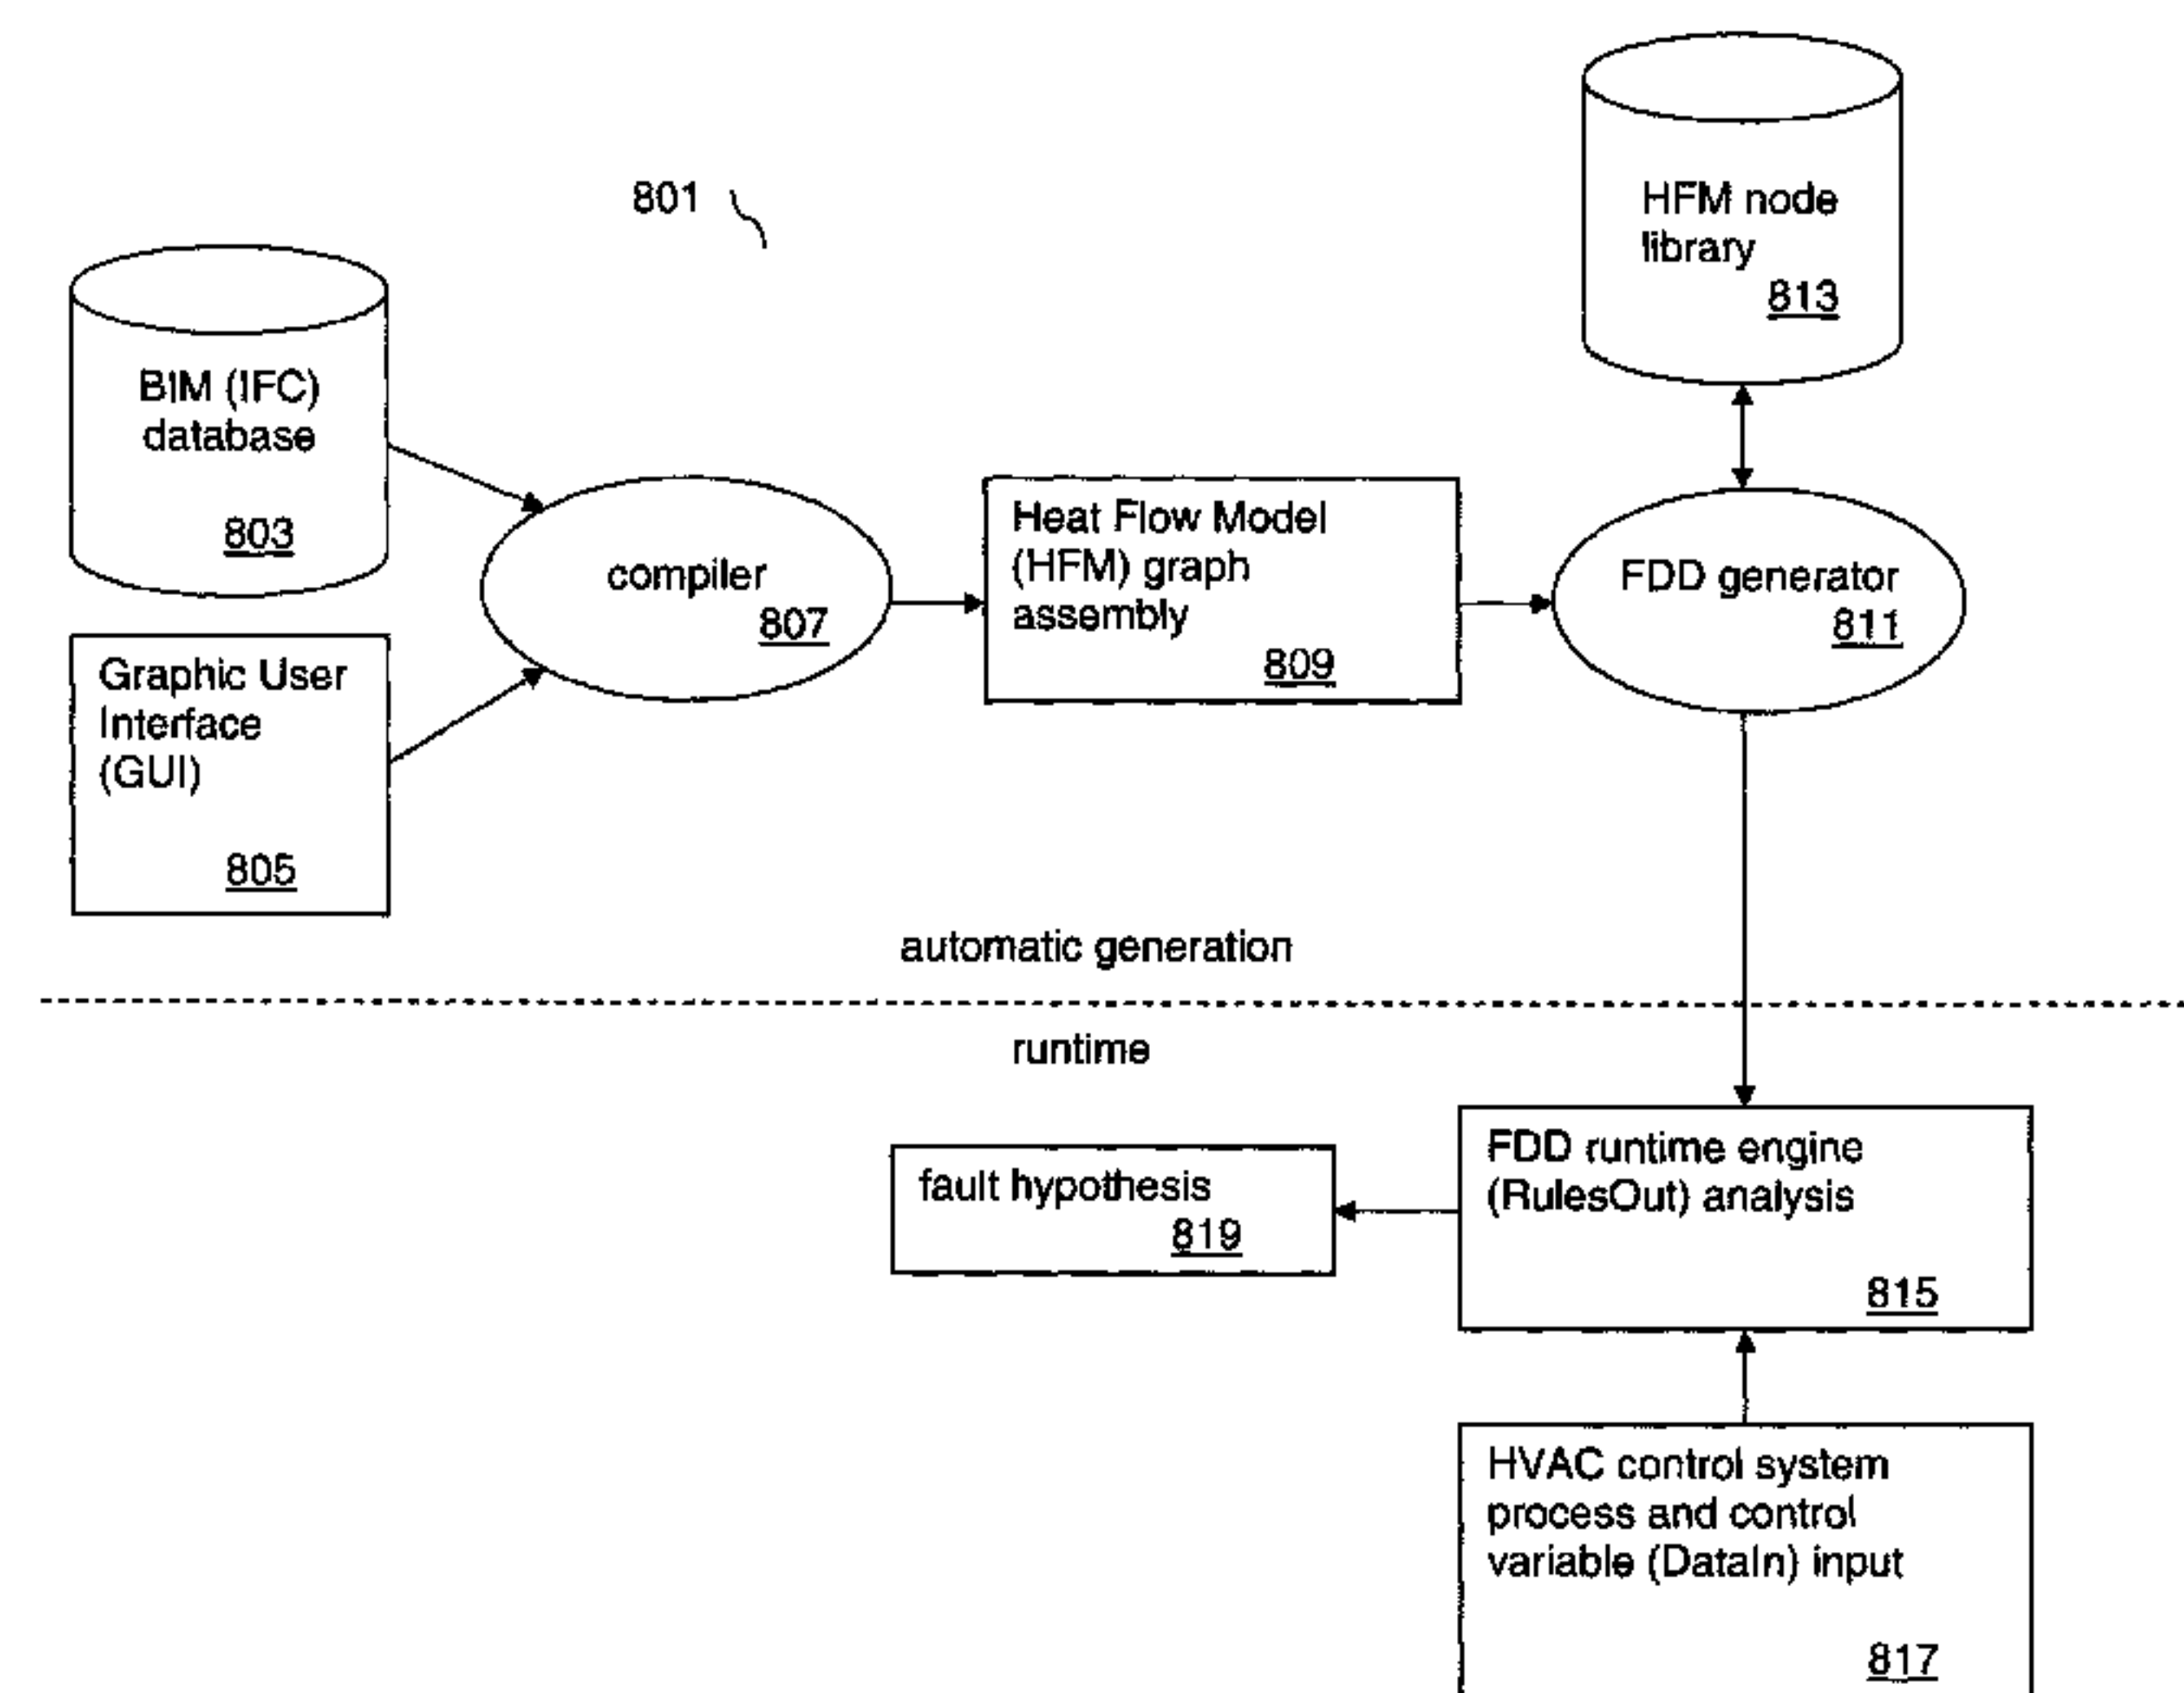 801
HFM node
library
813
BIM (IFC)
database
803
Graphic User
Interface
(GUI)
805
compiler
807
Heat Flow Model
(HFM) graph
assembly
809
FDD generator
811
automatic generation
runtime
fault hypothesis
819
FDD runtime engine
(RulesOut) analysis
815
HVAC control system
process and control
variable (DataIn) input
817